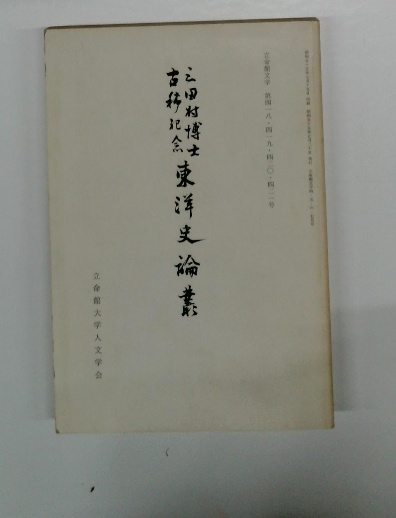 立命館文学　第四一八・四一九・四二〇・四二一号
三田村博士
古稀記念
東洋史論叢
立命館大学人文学会